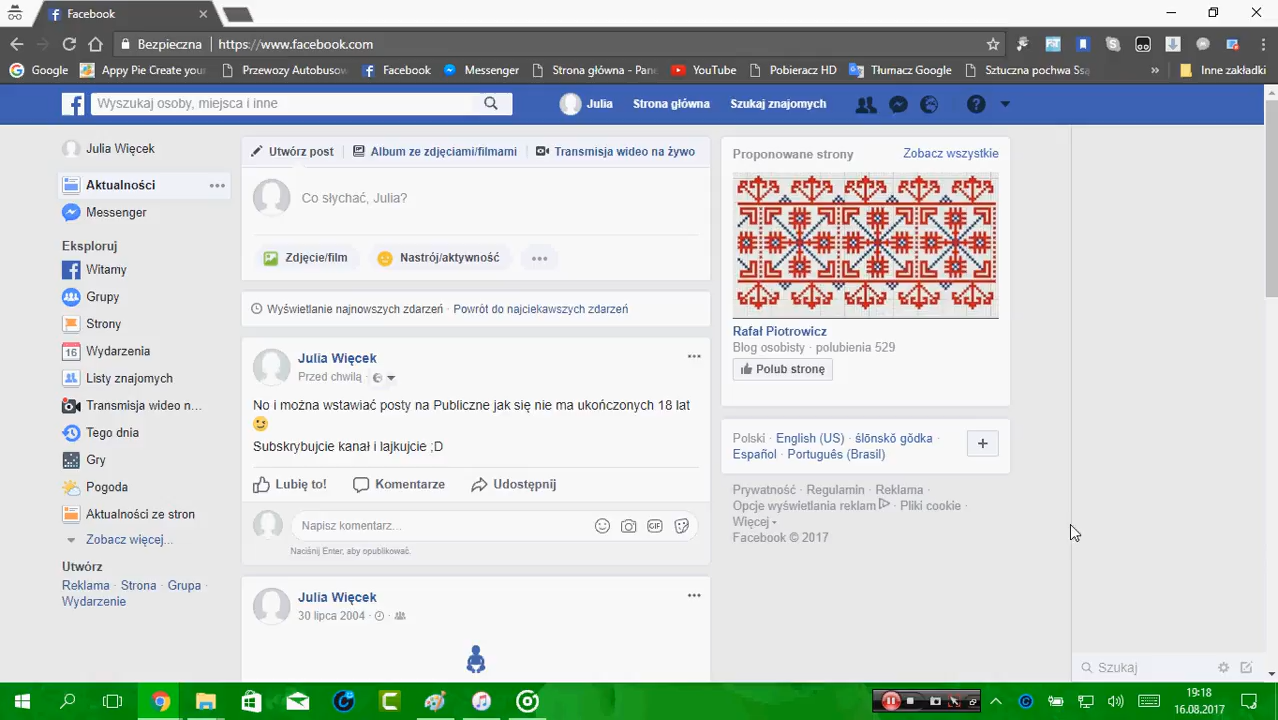 Facebook
Bezpieczna
https://www.facebook.com
Google
Appy Pie Create your
Przewozy Autobusow
Facebook
Messenger
Strona główna - Pane
YouTube
Pobieracz HD
Tłumacz Google
Sztuczna pochwa Ssą
»
Inne zakładki
Wyszukaj osoby, miejsca i inne
Julia
Strona główna
Szukaj znajomych
Julia Więcek
Aktualności
Messenger
Eksploruj
Witamy
Grupy
Strony
16 Wydarzenia
Listy znajomych
Transmisja wideo n...
Tego dnia
Gry
Pogoda
Aktualności ze stron
Zobacz więcej...
Utwórz
Reklama · Strona · Grupa ·
Wydarzenie
Utwórz post
Album ze zdjęciami/filmami
Transmisja wideo na żywo
Co słychać, Julia?
Zdjęcie/film
Nastrój/aktywność
Wyświetlanie najnowszych zdarzeń · Powrót do najciekawszych zdarzeń
Julia Więcek
Przed chwilą ·
No i można wstawiać posty na Publiczne jak się nie ma ukończonych 18 lat
😉
Subskrybujcie kanał i lajkujcie ;D
Lubię to!
Komentarze
Udostępnij
Napisz komentarz...
GIF
Naciśnij Enter, aby opublikować.
Julia Więcek
30 lipca 2004 ·
Proponowane strony
Zobacz wszystkie
Rafał Piotrowicz
Blog osobisty · polubienia 529
Polub stronę
Polski · English (US) · ślōnskŏ gŏdka ·
Español · Português (Brasil)
Prywatność · Regulamin · Reklama ·
Opcje wyświetlania reklam · Pliki cookie ·
Więcej
Facebook © 2017
Szukaj
19:18
16.08.2017